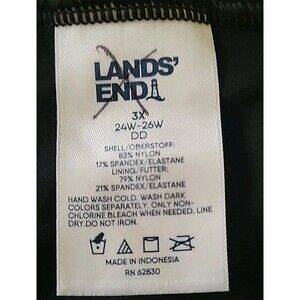 LANDS'
END
3X
24W-26W
DD
SHELL/OBERSTOFF:
83% NYLON
17% SPANDEX/ELASTANE
LINING/FUTTER:
79% NYLON
21% SPANDEX/ELASTANE
HAND WASH COLD. WASH DARK
COLORS SEPARATELY. ONLY NON-
CHLORINE BLEACH WHEN NEEDED. LINE
DRY. DO NOT IRON.
MADE IN INDONESIA
RN 62830